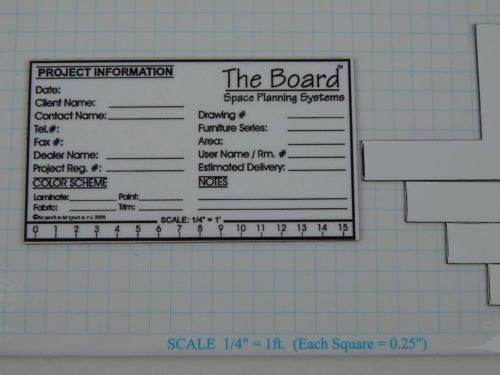 PROJECT INFORMATION
Date:
Client Name:
Contact Name:
Tel.#:
Fax #:
Dealer Name:
Project Reg. #:
COLOR SCHEME
Laminate: Paint:
Fabric: Trim:
The Board™
Space Planning Systems
Drawing #
Furniture Series:
Area:
User Name / Rm. #
Estimated Delivery:
NOTES
SCALE: 1/4" = 1'
0 1 2 3 4 5 6 7 8 9 10 11 12 13 14 15
SCALE 1/4" = 1ft. (Each Square = 0.25")